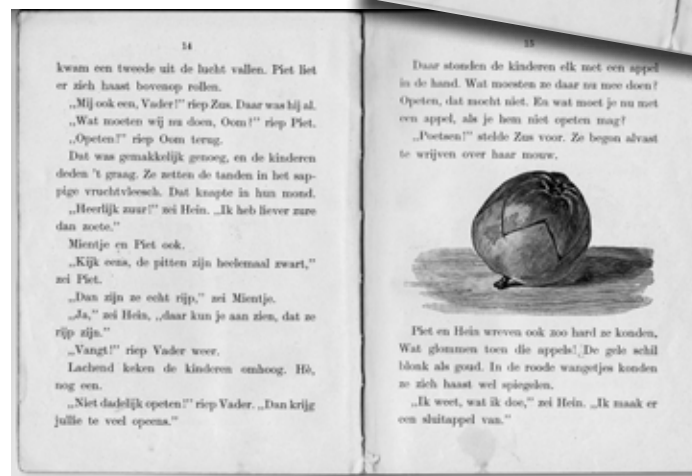 14
kwam een tweede uit de lucht vallen. Piet liet
er zich haast bovenop rollen.
„Mij ook een, Vader!” riep Zus. Daar was hij al.
„Wat moeten wij nu doen, Oom?” riep Piet.
„Opeten!” riep Oom terug.
Dat was gemakkelijk genoeg, en de kinderen
deden 't graag. Ze zetten de tanden in het sap-
pige vruchtvleesch. Dat knapte in hun mond.
„Heerlijk zuur!” zei Hein. „Ik heb liever zure
dan zoete.”
Mientje en Piet ook.
„Kijk eens, de pitten zijn heelemaal zwart,”
zei Piet.
„Dan zijn ze echt rijp,” zei Mientje.
„Ja,” zei Hein, „daar kun je aan zien, dat ze
rijp zijn.”
„Vangt!” riep Vader weer.
Lachend keken de kinderen omhoog. Hè,
nog een.
„Niet dadelijk opeten!” riep Vader. „Dan krijg
jullie te veel opeens.”
15
Daar stonden de kinderen elk met een appel
in de hand. Wat moesten ze daar nu mee doen?
Opeten, dat mocht niet. En wat moet je nu met
een appel, als je hem niet opeten mag?
„Poetsen!” stelde Zus voor. Ze begon alvast
te wrijven over haar mouw.
Piet en Hein wreven ook zoo hard ze konden,
Wat glommen toen die appels! De gele schil
blonk als goud. In de roode wangetjes konden
ze zich haast wel spiegelen.
„Ik weet, wat ik doe,” zei Hein. „Ik maak er
een sluitappel van.”